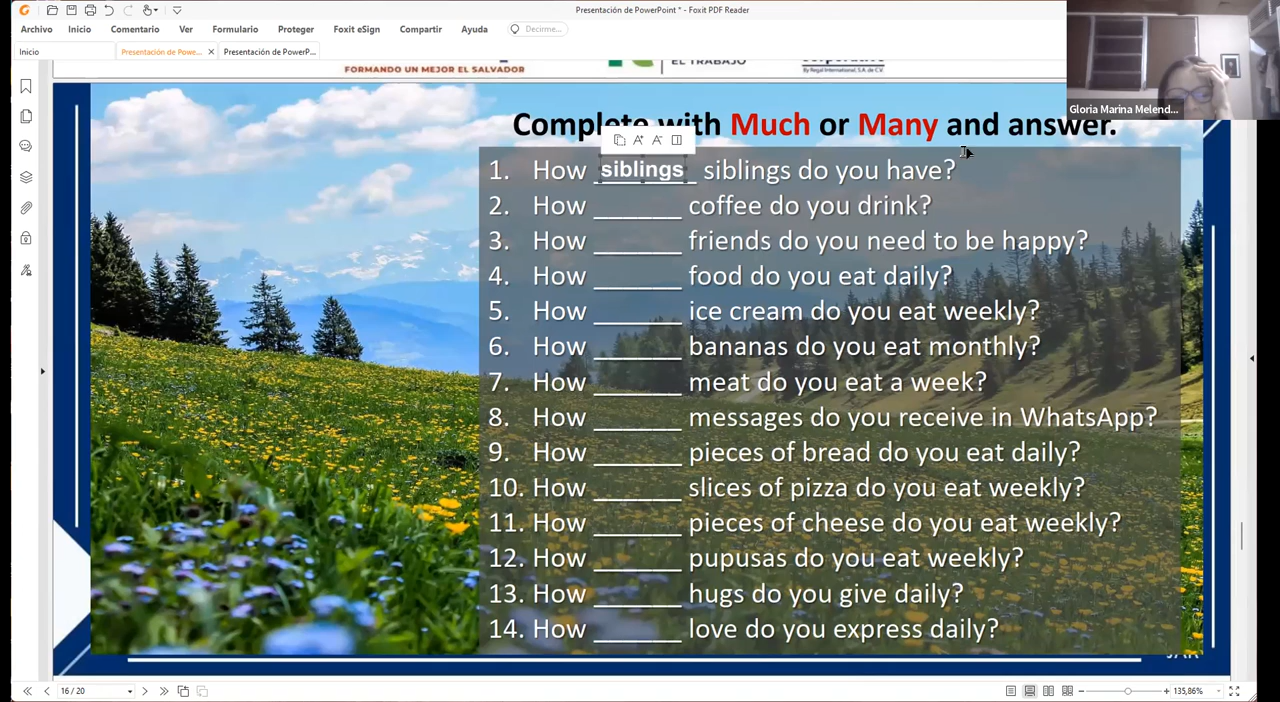 Presentación de PowerPoint * - Foxit PDF Reader
Archivo Inicio Comentario Ver Formulario Proteger Foxit eSign Compartir Ayuda Decirme...
Inicio Presentación de Powe... Presentación de PowerP...
FORMANDO UN MEJOR EL SALVADOR EL TRABAJO By Regal International, S.A. de C.V.
Gloria Marina Melend...
Complete with Much or Many and answer.
1. How siblings siblings do you have?
2. How ______ coffee do you drink?
3. How ______ friends do you need to be happy?
4. How ______ food do you eat daily?
5. How ______ ice cream do you eat weekly?
6. How ______ bananas do you eat monthly?
7. How ______ meat do you eat a week?
8. How ______ messages do you receive in WhatsApp?
9. How ______ pieces of bread do you eat daily?
10. How ______ slices of pizza do you eat weekly?
11. How ______ pieces of cheese do you eat weekly?
12. How ______ pupusas do you eat weekly?
13. How ______ hugs do you give daily?
14. How ______ love do you express daily?
16 / 20 135,86%